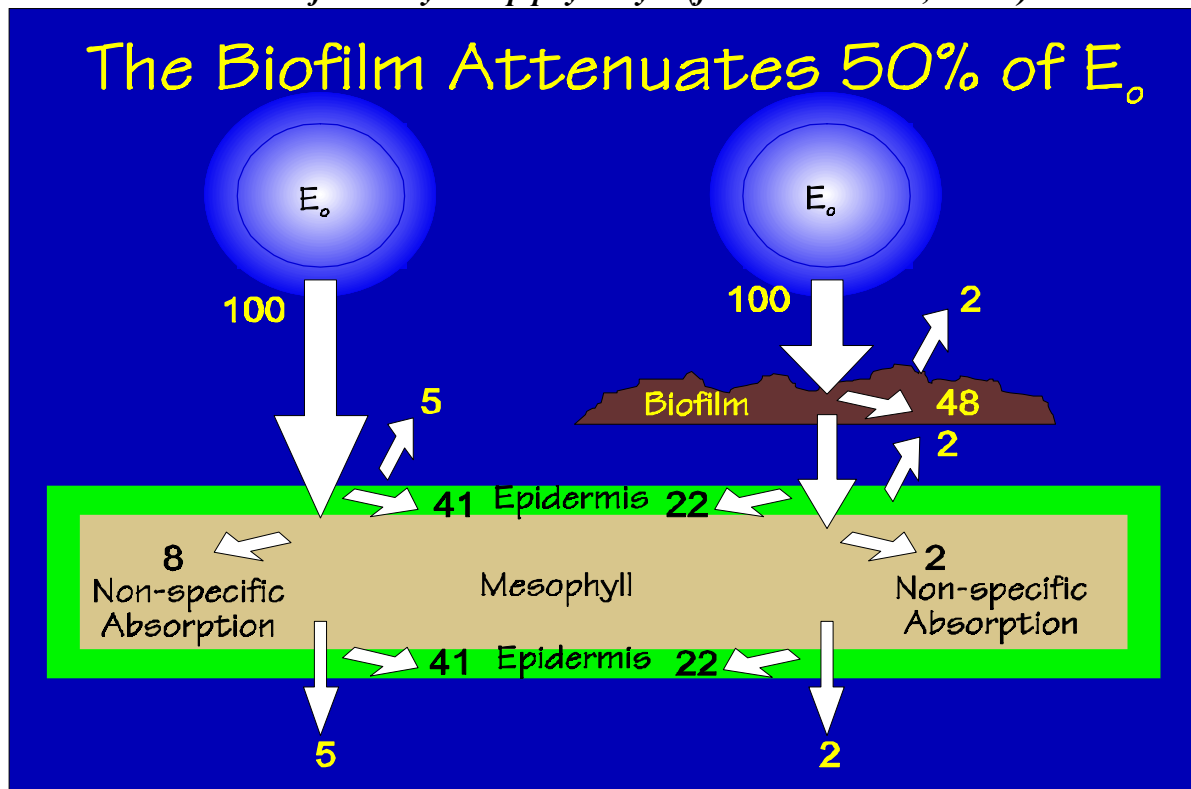 The Biofilm Attenuates 50% of Eo
Eo
Eo
100
100
2
5
Biofilm
48
2
41 Epidermis 22
8
2
Non-specific
Absorption
Mesophyll
Non-specific
Absorption
41 Epidermis 22
5
2